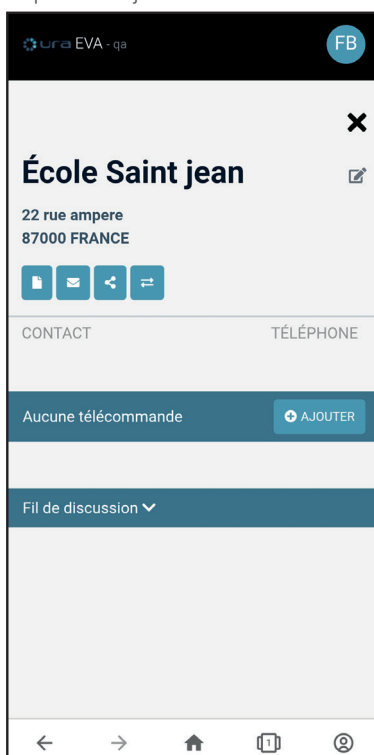 ura EVA - qa
FB
École Saint jean
22 rue ampere
87000 FRANCE
CONTACT TÉLÉPHONE
Aucune télécommande AJOUTER
Fil de discussion
1